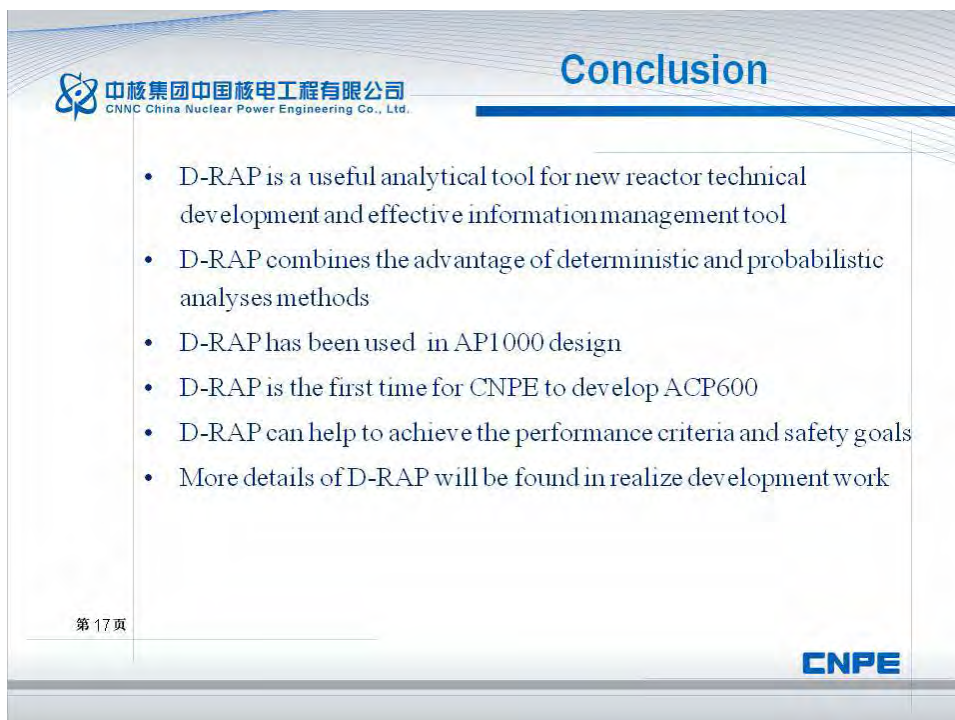 Conclusion
中核集团中国核电工程有限公司
CNNC China Nuclear Power Engineering Co., Ltd.
• D-RAP is a useful analytical tool for new reactor technical
development and effective information management tool
• D-RAP combines the advantage of deterministic and probabilistic
analyses methods
• D-RAP has been used in AP1000 design
• D-RAP is the first time for CNPE to develop ACP600
• D-RAP can help to achieve the performance criteria and safety goals
• More details of D-RAP will be found in realize development work
第 17 页
CNPE